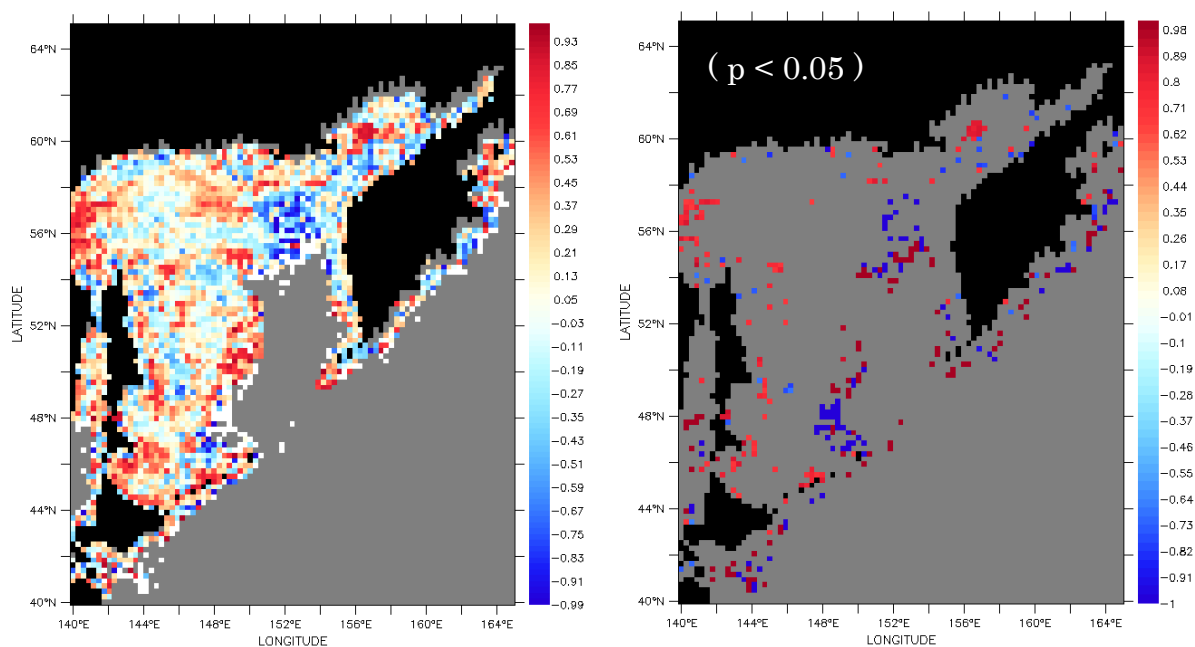 64°N
60°N
56°N
52°N
48°N
44°N
40°N
LATITUDE
140°E 144°E 148°E 152°E 156°E 160°E 164°E
LONGITUDE
0.93
0.85
0.77
0.69
0.61
0.53
0.45
0.37
0.29
0.21
0.13
0.05
-0.03
-0.11
-0.19
-0.27
-0.35
-0.43
-0.51
-0.59
-0.67
-0.75
-0.83
-0.91
-0.99
( p < 0.05 )
64°N
60°N
56°N
52°N
48°N
44°N
40°N
LATITUDE
140°E 144°E 148°E 152°E 156°E 160°E 164°E
LONGITUDE
0.98
0.89
0.8
0.71
0.62
0.53
0.44
0.35
0.26
0.17
0.08
-0.01
-0.1
-0.19
-0.28
-0.37
-0.46
-0.55
-0.64
-0.73
-0.82
-0.91
-1